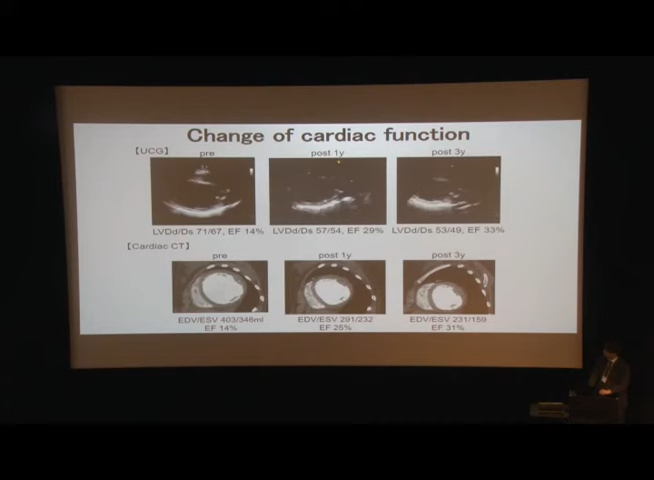 Change of cardiac function
【UCG】
pre
post 1y
post 3y
LVDd/Ds 71/67, EF 14%
LVDd/Ds 57/54, EF 29%
LVDd/Ds 53/49, EF 33%
【Cardiac CT】
pre
post 1y
post 3y
EDV/ESV 403/346ml
EF 14%
EDV/ESV 291/232
EF 25%
EDV/ESV 231/159
EF 31%